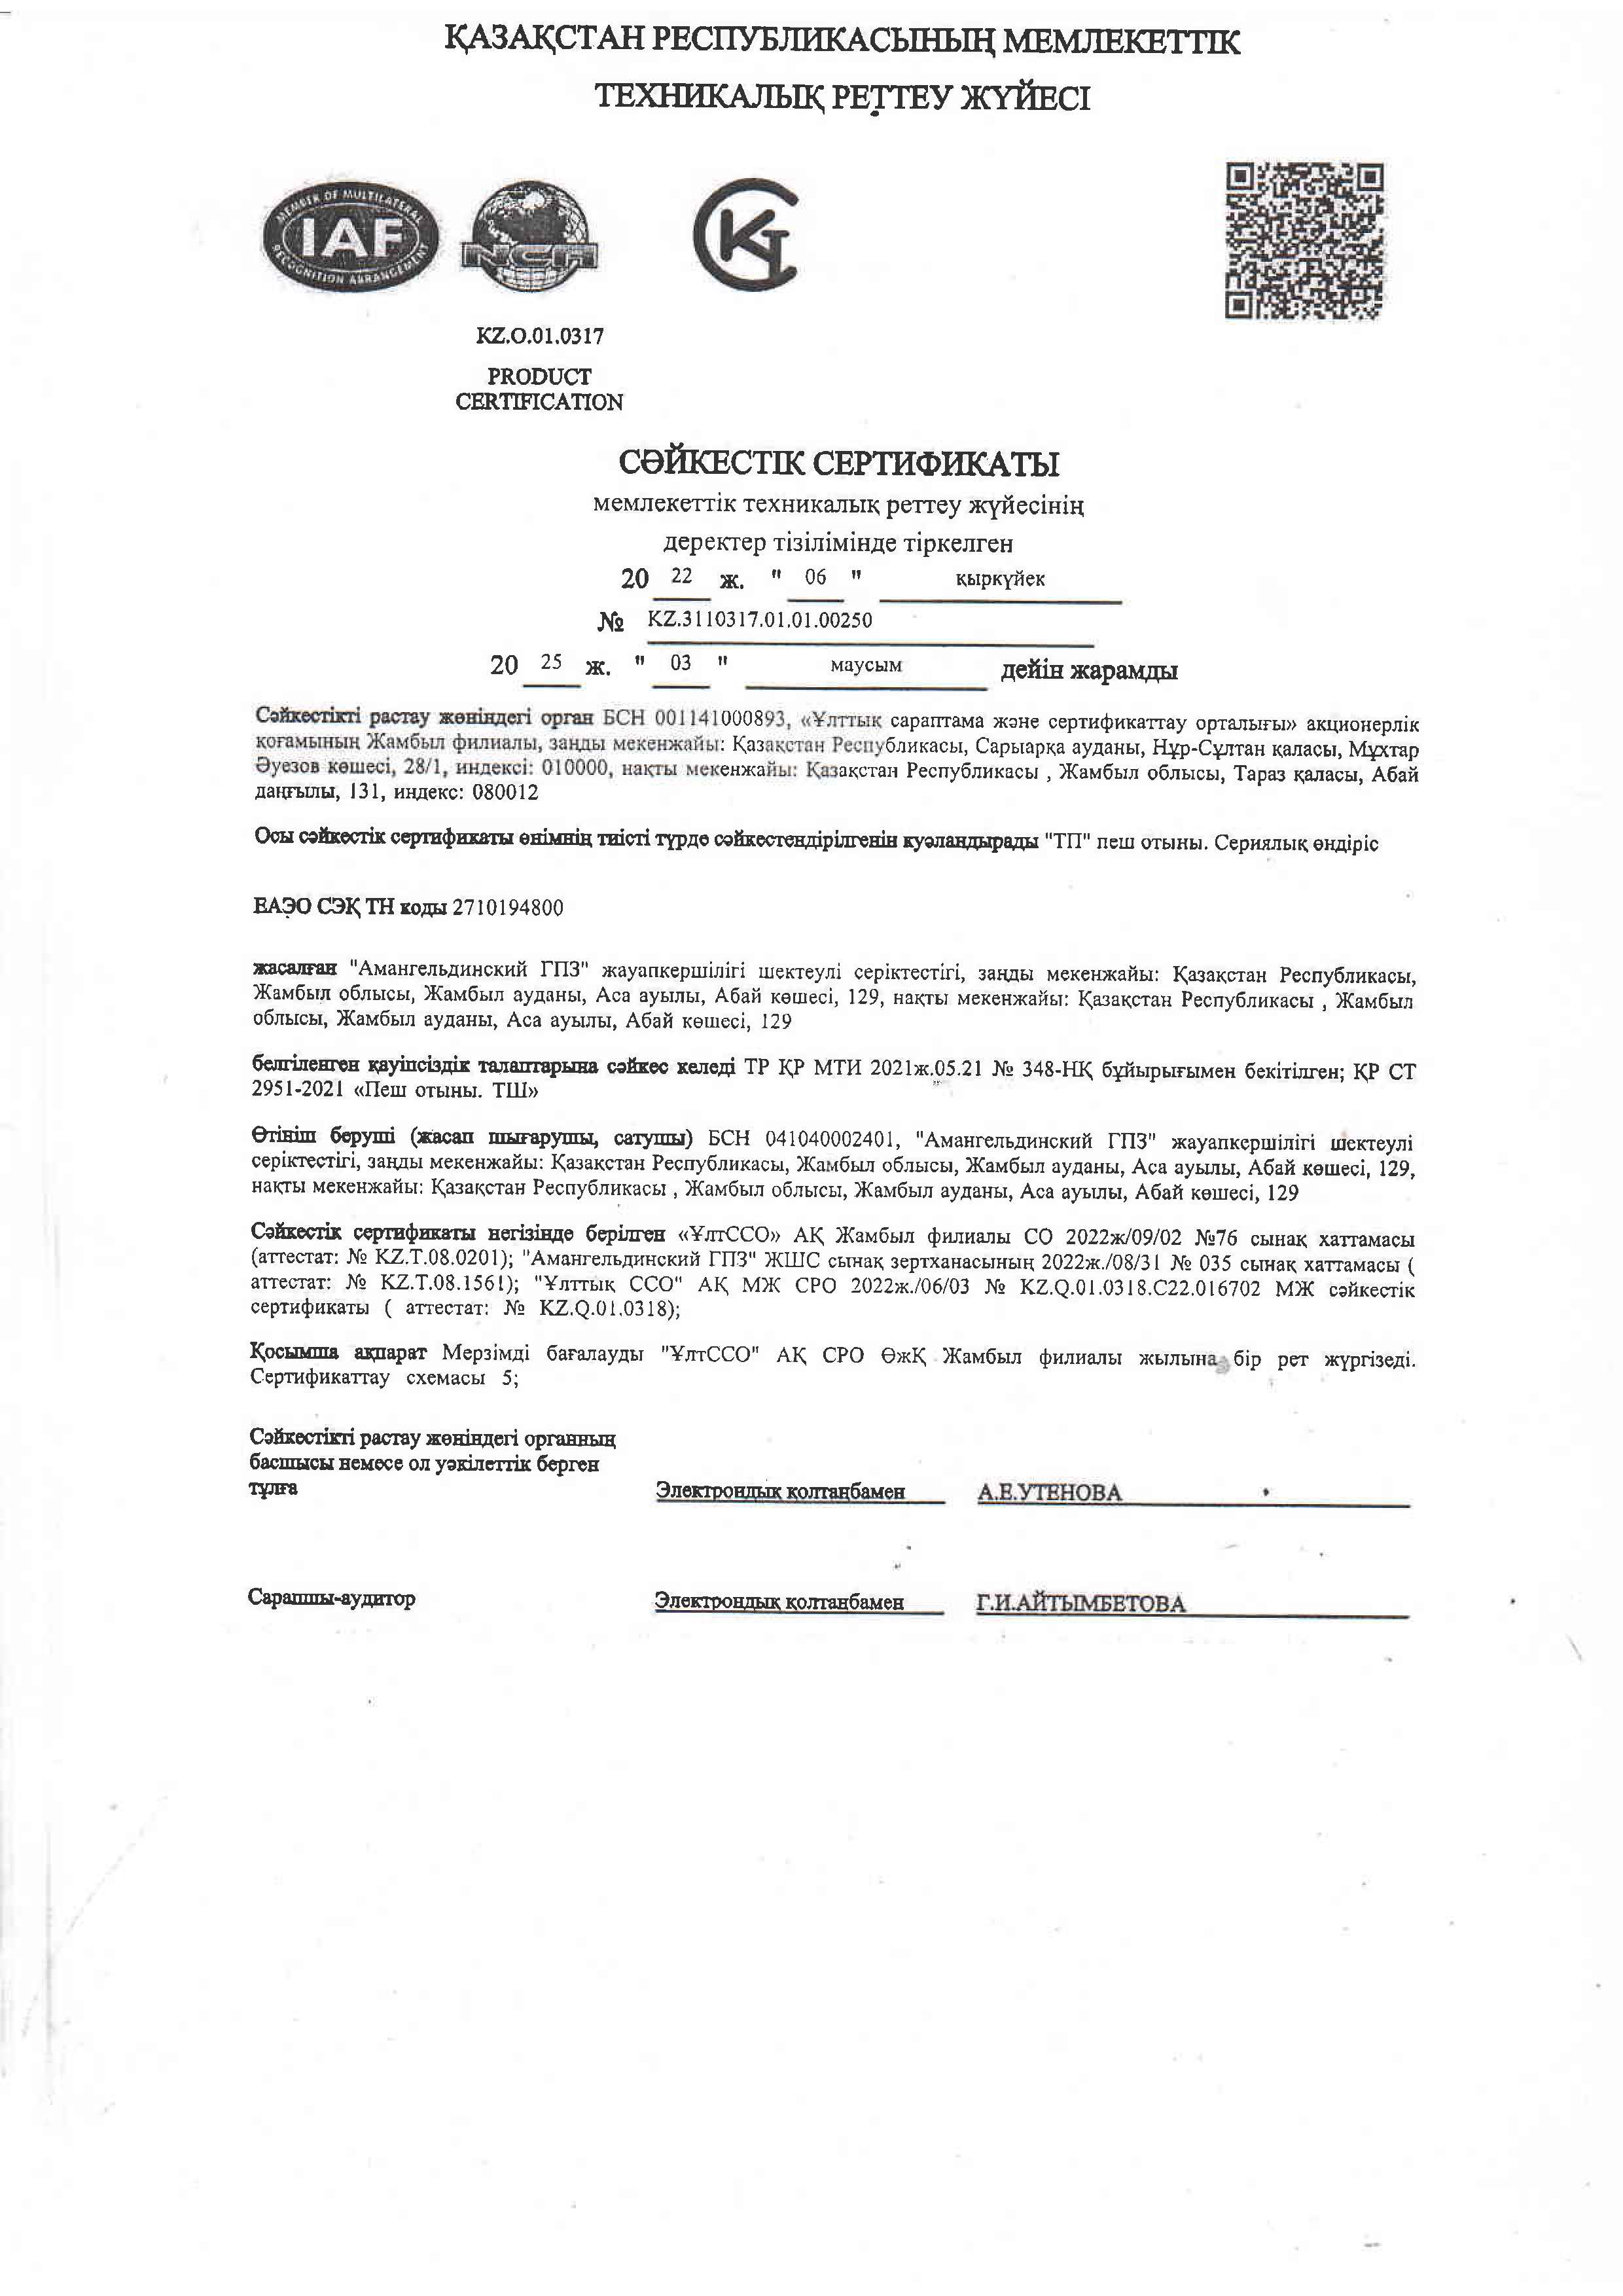 ҚАЗАҚСТАН РЕСПУБЛИКАСЫНЫҢ МЕМЛЕКЕТТІК
ТЕХНИКАЛЫҚ РЕТТЕУ ЖҮЙЕСІ
MEMBER OF MULTILATERAL
IAF
RECOGNITION ARRANGEMENT
NCA
KZ.O.01.0317
PRODUCT
CERTIFICATION
СӘЙКЕСТІК СЕРТИФИКАТЫ
мемлекеттік техникалық реттеу жүйесінің
деректер тізілімінде тіркелген
20 22 ж. " 06 " қыркүйек
№ KZ.3110317.01.01.00250
20 25 ж. " 03 " маусым дейін жарамды
Сәйкестікті растау жөніндегі орган БСН 001141000893, «Ұлттық сараптама және сертификаттау орталығы» акционерлік
қоғамының Жамбыл филиалы, заңды мекенжайы: Қазақстан Республикасы, Сарыарқа ауданы, Нұр-Сұлтан қаласы, Мұхтар
Әуезов көшесі, 28/1, индексі: 010000, нақты мекенжайы: Қазақстан Республикасы , Жамбыл облысы, Тараз қаласы, Абай
даңғылы, 131, индекс: 080012
Осы сәйкестік сертификаты өнімнің тиісті түрде сәйкестендірілгенін куәландырады "ТП" пеш отыны. Сериялық өндіріс
ЕАЭО СЭҚ ТН коды 2710194800
жасалған "Амангельдинский ГПЗ" жауапкершілігі шектеулі серіктестігі, заңды мекенжайы: Қазақстан Республикасы,
Жамбыл облысы, Жамбыл ауданы, Аса ауылы, Абай көшесі, 129, нақты мекенжайы: Қазақстан Республикасы , Жамбыл
облысы, Жамбыл ауданы, Аса ауылы, Абай көшесі, 129
белгіленген қауіпсіздік талаптарына сәйкес келеді ТР ҚР МТИ 2021ж.05.21 № 348-НҚ бұйырығымен бекітілген; ҚР СТ
2951-2021 «Пеш отыны. ТШ»
Өтініш беруші (жасап шығарушы, сатушы) БСН 041040002401, "Амангельдинский ГПЗ" жауапкершілігі шектеулі
серіктестігі, заңды мекенжайы: Қазақстан Республикасы, Жамбыл облысы, Жамбыл ауданы, Аса ауылы, Абай көшесі, 129,
нақты мекенжайы: Қазақстан Республикасы , Жамбыл облысы, Жамбыл ауданы, Аса ауылы, Абай көшесі, 129
Сәйкестік сертификаты негізінде берілген «ҰлтССО» АҚ Жамбыл филиалы СО 2022ж/09/02 №76 сынақ хаттамасы
(аттестат: № KZ.T.08.0201); "Амангельдинский ГПЗ" ЖШС сынақ зертханасының 2022ж./08/31 № 035 сынақ хаттамасы (
аттестат: № KZ.T.08.1561); "Ұлттық ССО" АҚ МЖ СРО 2022ж./06/03 № KZ.Q.01.0318.C22.016702 МЖ сәйкестік
сертификаты ( аттестат: № KZ.Q.01.0318);
Қосымша ақпарат Мерзімді бағалауды "ҰлтССО" АҚ СРО ӨжҚ Жамбыл филиалы жылына бір рет жүргізеді.
Сертификаттау схемасы 5;
Сәйкестікті растау жөніндегі органның
басшысы немесе ол уәкілеттік берген
тұлға Электрондық қолтаңбамен А.Е.УТЕНОВА
Сарапшы-аудитор Электрондық қолтаңбамен Г.И.АЙТЫМБЕТОВА